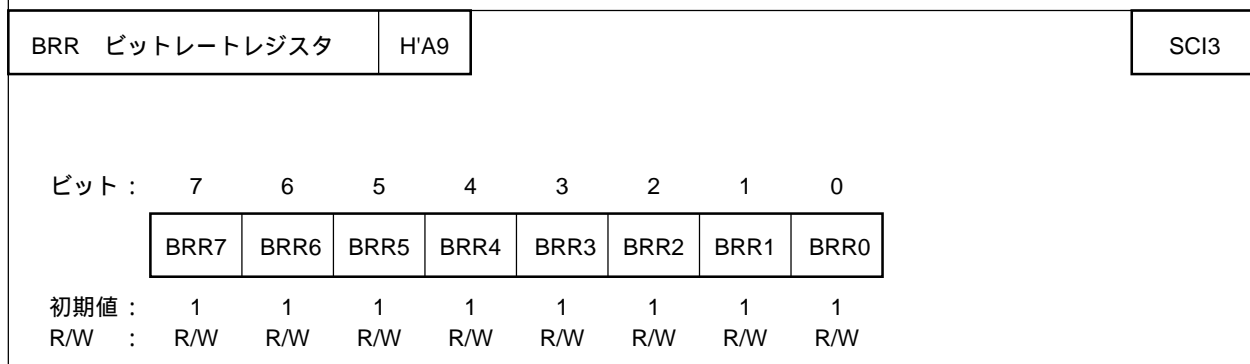 BRR ビットレートレジスタ H'A9 SCI3
ビット : 7 6 5 4 3 2 1 0
BRR7 BRR6 BRR5 BRR4 BRR3 BRR2 BRR1 BRR0
初期値 : 1 1 1 1 1 1 1 1
R/W : R/W R/W R/W R/W R/W R/W R/W R/W